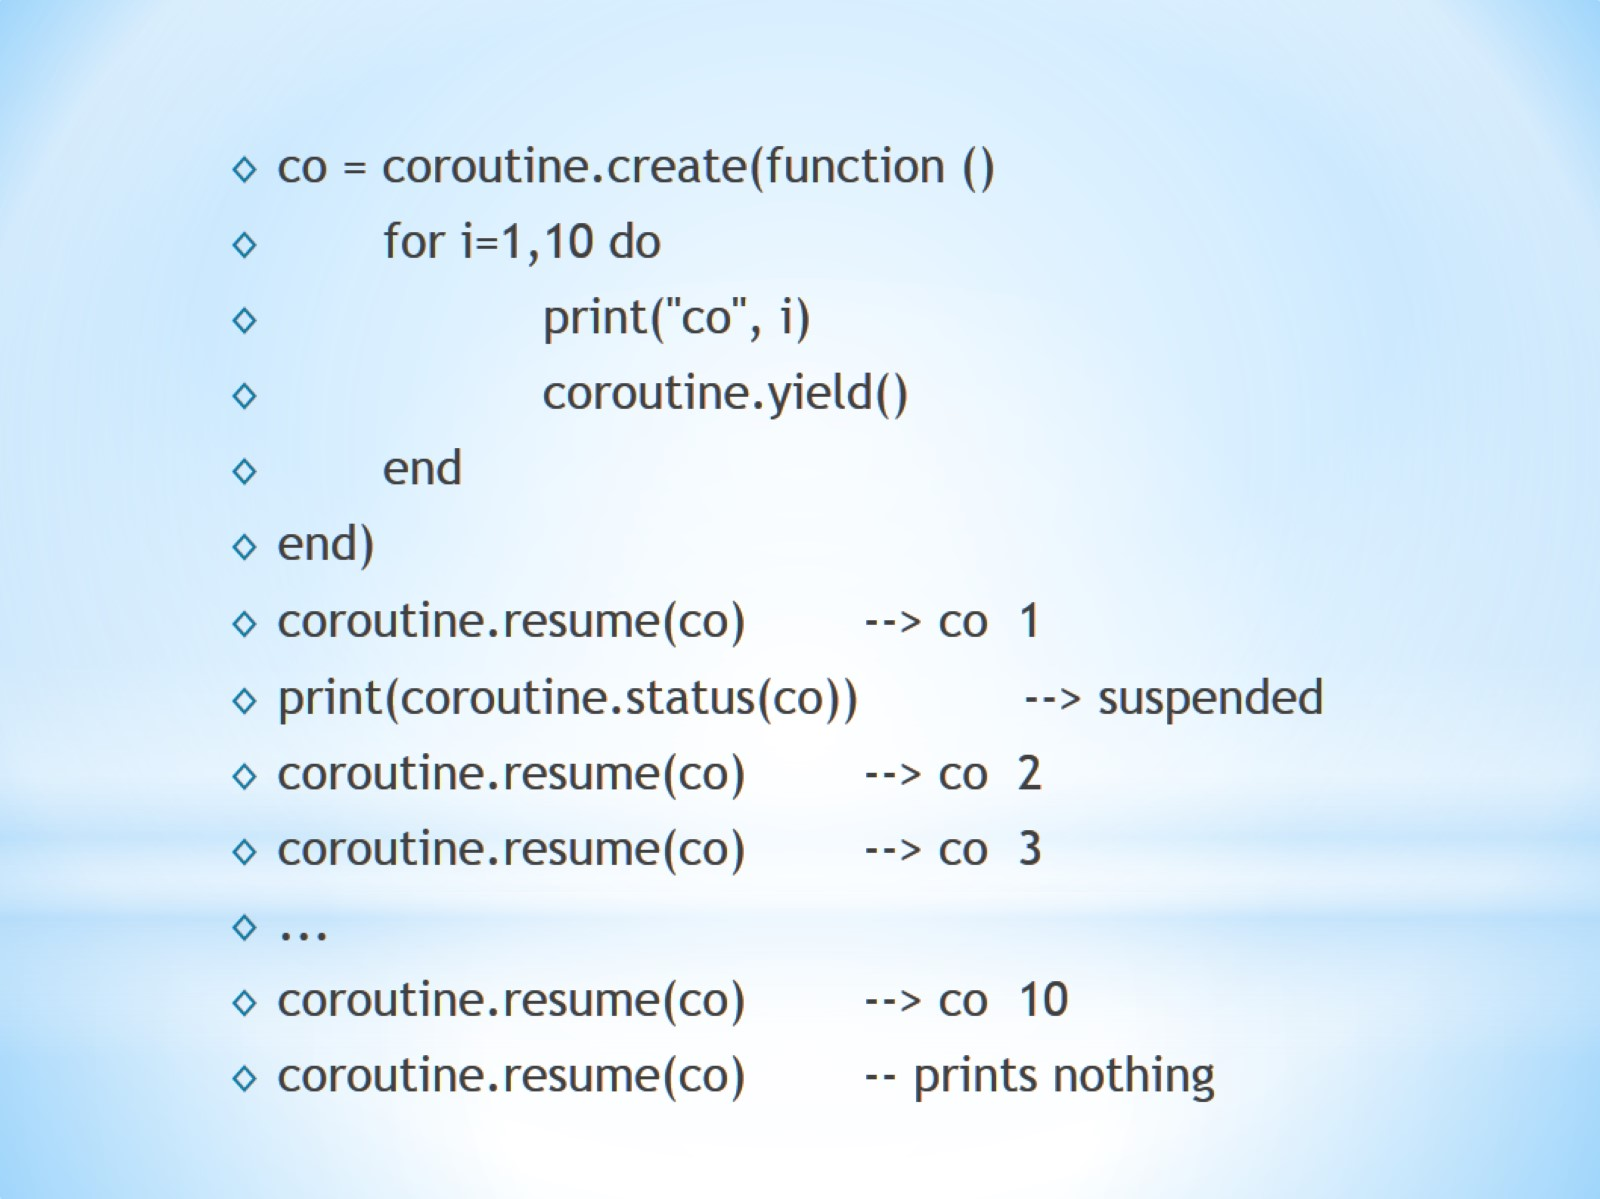 ◇ co = coroutine.create(function ()
◇ for i=1,10 do
◇ print("co", i)
◇ coroutine.yield()
◇ end
◇ end)
◇ coroutine.resume(co) --> co 1
◇ print(coroutine.status(co)) --> suspended
◇ coroutine.resume(co) --> co 2
◇ coroutine.resume(co) --> co 3
◇ ...
◇ coroutine.resume(co) --> co 10
◇ coroutine.resume(co) -- prints nothing